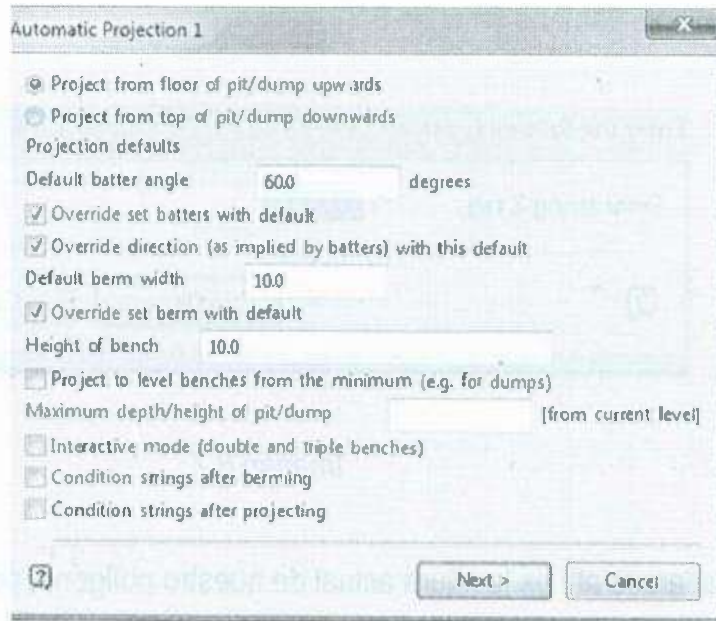 Automatic Projection 1
Project from floor of pit/dump upwards
Project from top of pit/dump downwards
Projection defaults
Default batter angle 60.0 degrees
Override set batters with default
Override direction (as implied by batters) with this default
Default berm width 10.0
Override set berm with default
Height of bench 10.0
Project to level benches from the minimum (e.g. for dumps)
Maximum depth/height of pit/dump [from current level]
Interactive mode (double and triple benches)
Condition strings after berming
Condition strings after projecting
Next > Cancel
actual de nuestro